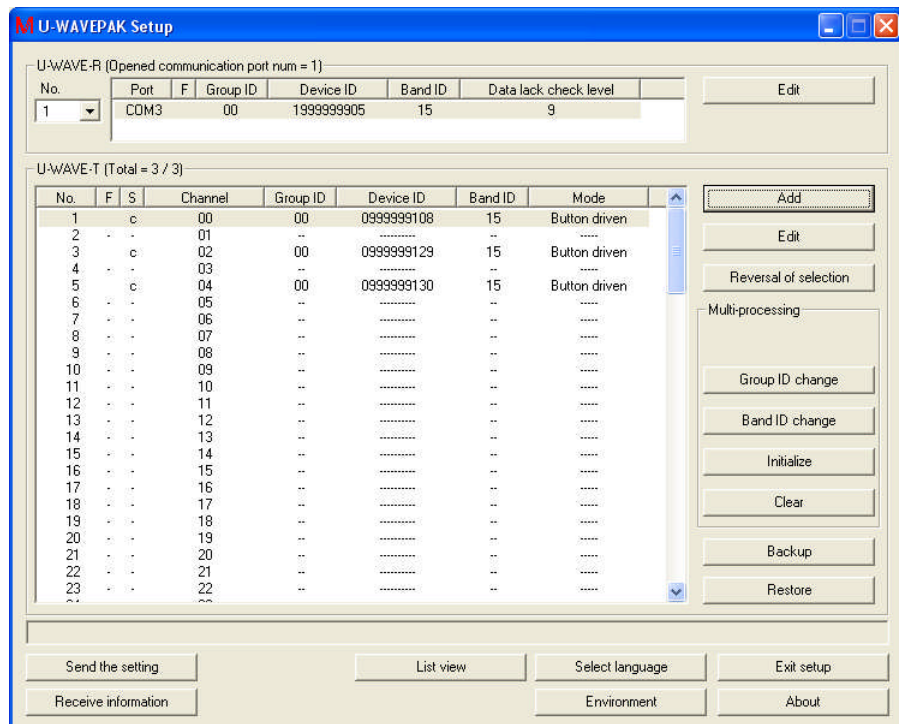 U-WAVEPAK Setup
U-WAVE-R (Opened communication port num = 1)
No. Port F Group ID Device ID Band ID Data lack check level Edit
1 COM3 00 1999999905 15 9
U-WAVE-T (Total = 3 / 3)
No. F S Channel Group ID Device ID Band ID Mode Add
1 c 00 00 0999999108 15 Button driven
2 - - 01 -- ---------- -- ----- Edit
3 c 02 00 0999999129 15 Button driven
4 - - 03 -- ---------- -- ----- Reversal of selection
5 c 04 00 0999999130 15 Button driven
6 - - 05 -- ---------- -- ----- Multi-processing
7 - - 06 -- ---------- -- -----
8 - - 07 -- ---------- -- -----
9 - - 08 -- ---------- -- -----
10 - - 09 -- ---------- -- ----- Group ID change
11 - - 10 -- ---------- -- -----
12 - - 11 -- ---------- -- -----
13 - - 12 -- ---------- -- ----- Band ID change
14 - - 13 -- ---------- -- -----
15 - - 14 -- ---------- -- ----- Initialize
16 - - 15 -- ---------- -- -----
17 - - 16 -- ---------- -- -----
18 - - 17 -- ---------- -- ----- Clear
19 - - 18 -- ---------- -- -----
20 - - 19 -- ---------- -- -----
21 - - 20 -- ---------- -- ----- Backup
22 - - 21 -- ---------- -- -----
23 - - 22 -- ---------- -- ----- Restore
Send the setting List view Select language Exit setup
Receive information Environment About